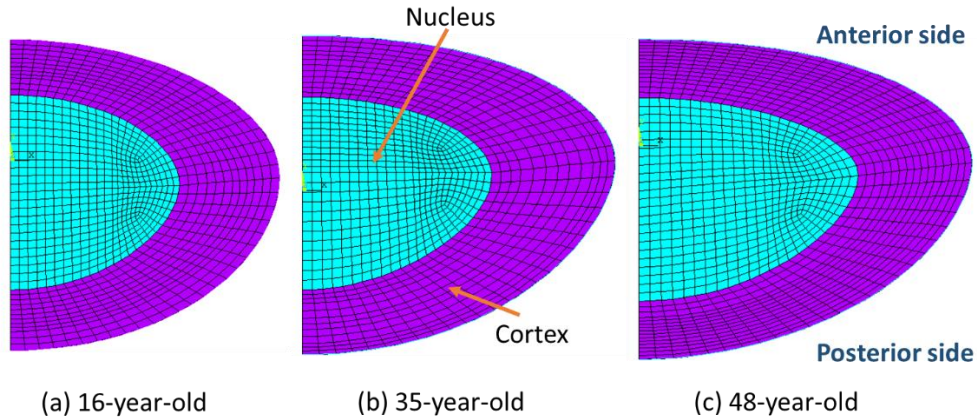 Nucleus
Anterior side
X
X
X
Cortex
Posterior side
(a) 16-year-old
(b) 35-year-old
(c) 48-year-old